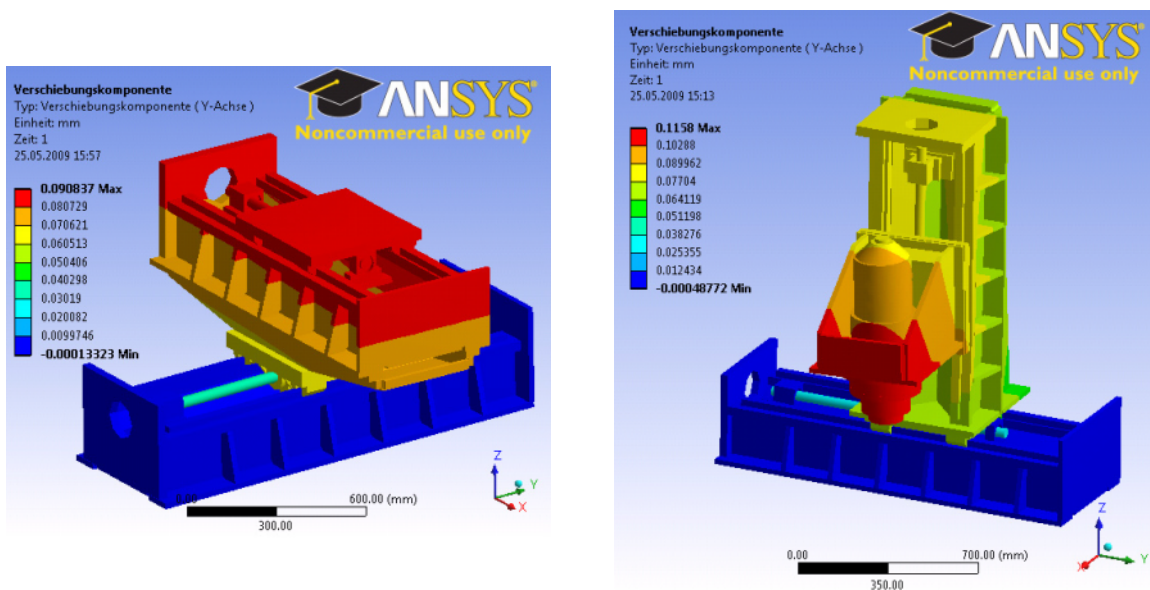 Verschiebungskomponente
Typ: Verschiebungskomponente ( Y-Achse )
Einheit: mm
Zeit: 1
25.05.2009 15:57
ANSYS®
Noncommercial use only
0.090837 Max
0.080729
0.070621
0.060513
0.050406
0.040298
0.03019
0.020082
0.0099746
-0.00013323 Min
0.00
600.00 (mm)
300.00
Z
Y
X
Verschiebungskomponente
Typ: Verschiebungskomponente ( Y-Achse )
Einheit: mm
Zeit: 1
25.05.2009 15:13
ANSYS®
Noncommercial use only
0.1158 Max
0.10288
0.089962
0.07704
0.064119
0.051198
0.038276
0.025355
0.012434
-0.00048772 Min
0.00
700.00 (mm)
350.00
Z
X
Y